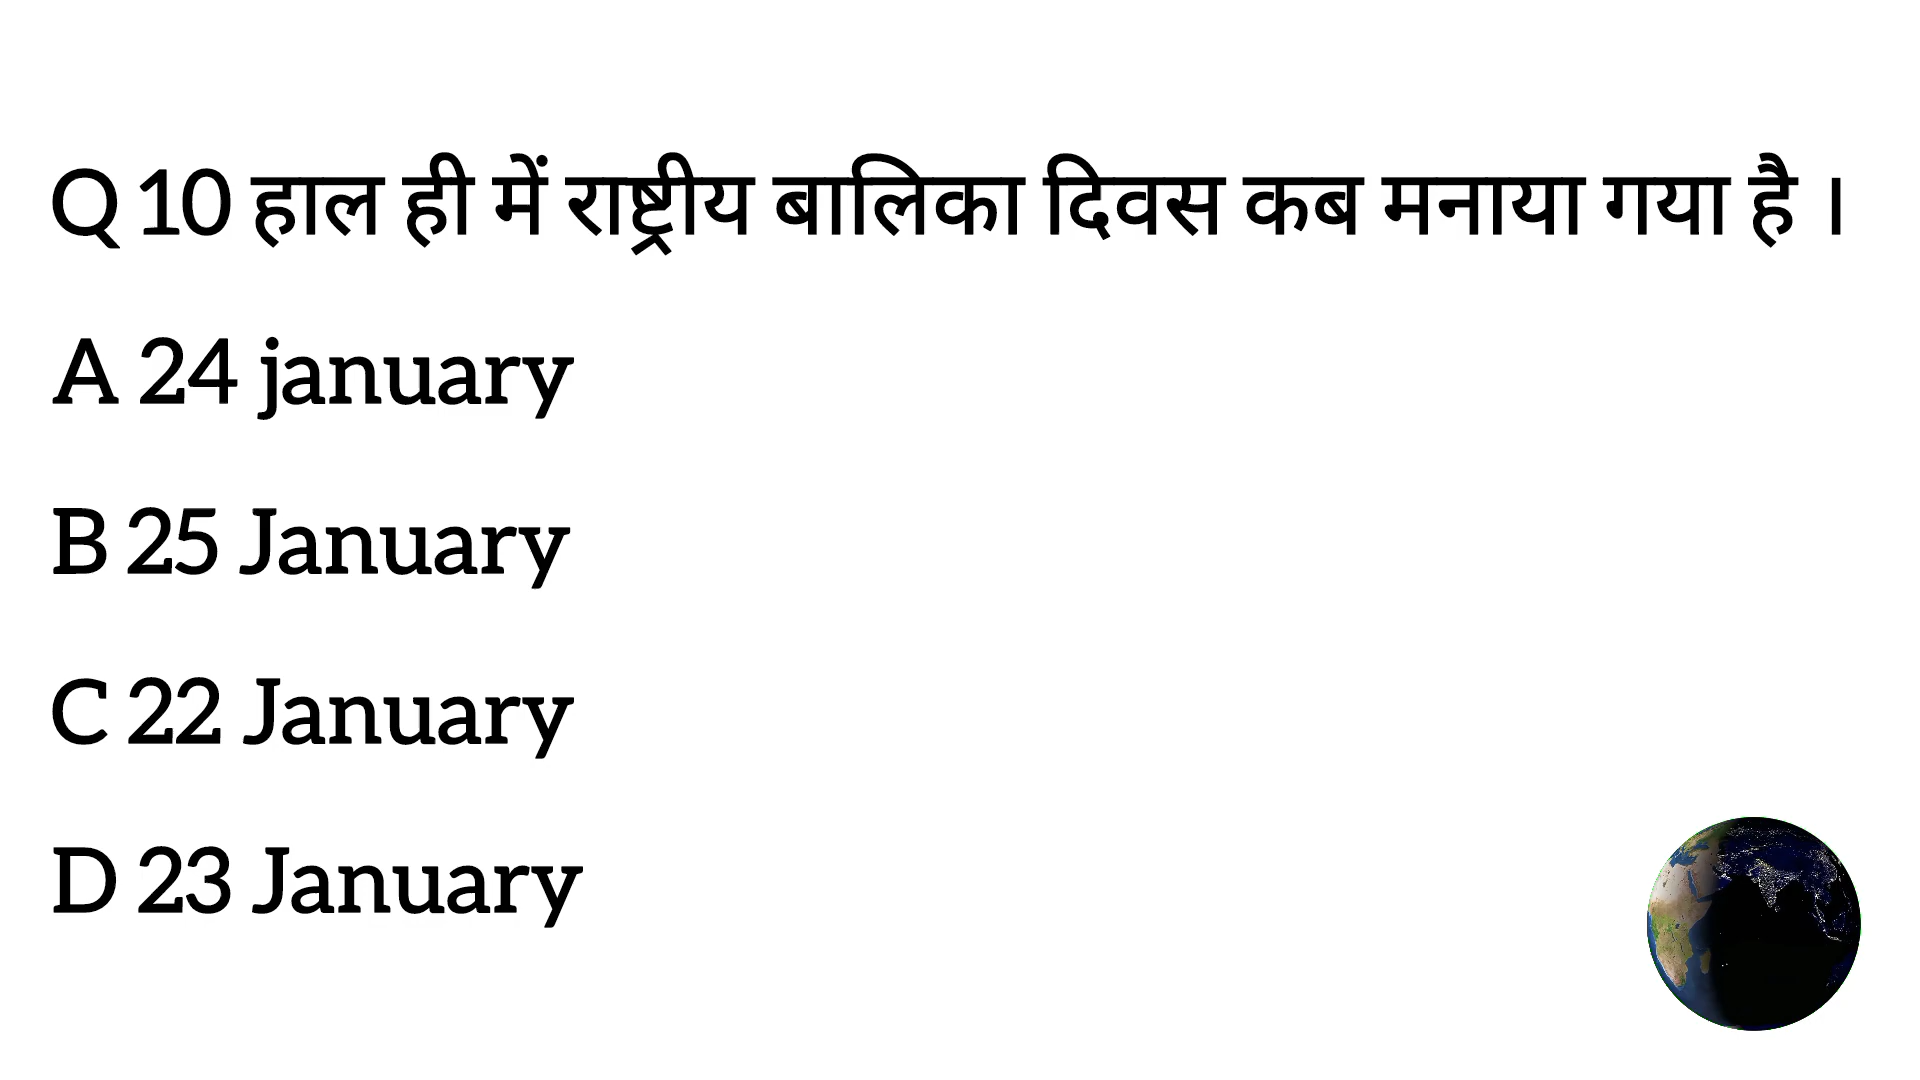 Q 10 हाल ही में राष्ट्रीय बालिका दिवस कब मनाया गया है ।
A 24 january
B 25 January
C 22 January
D 23 January